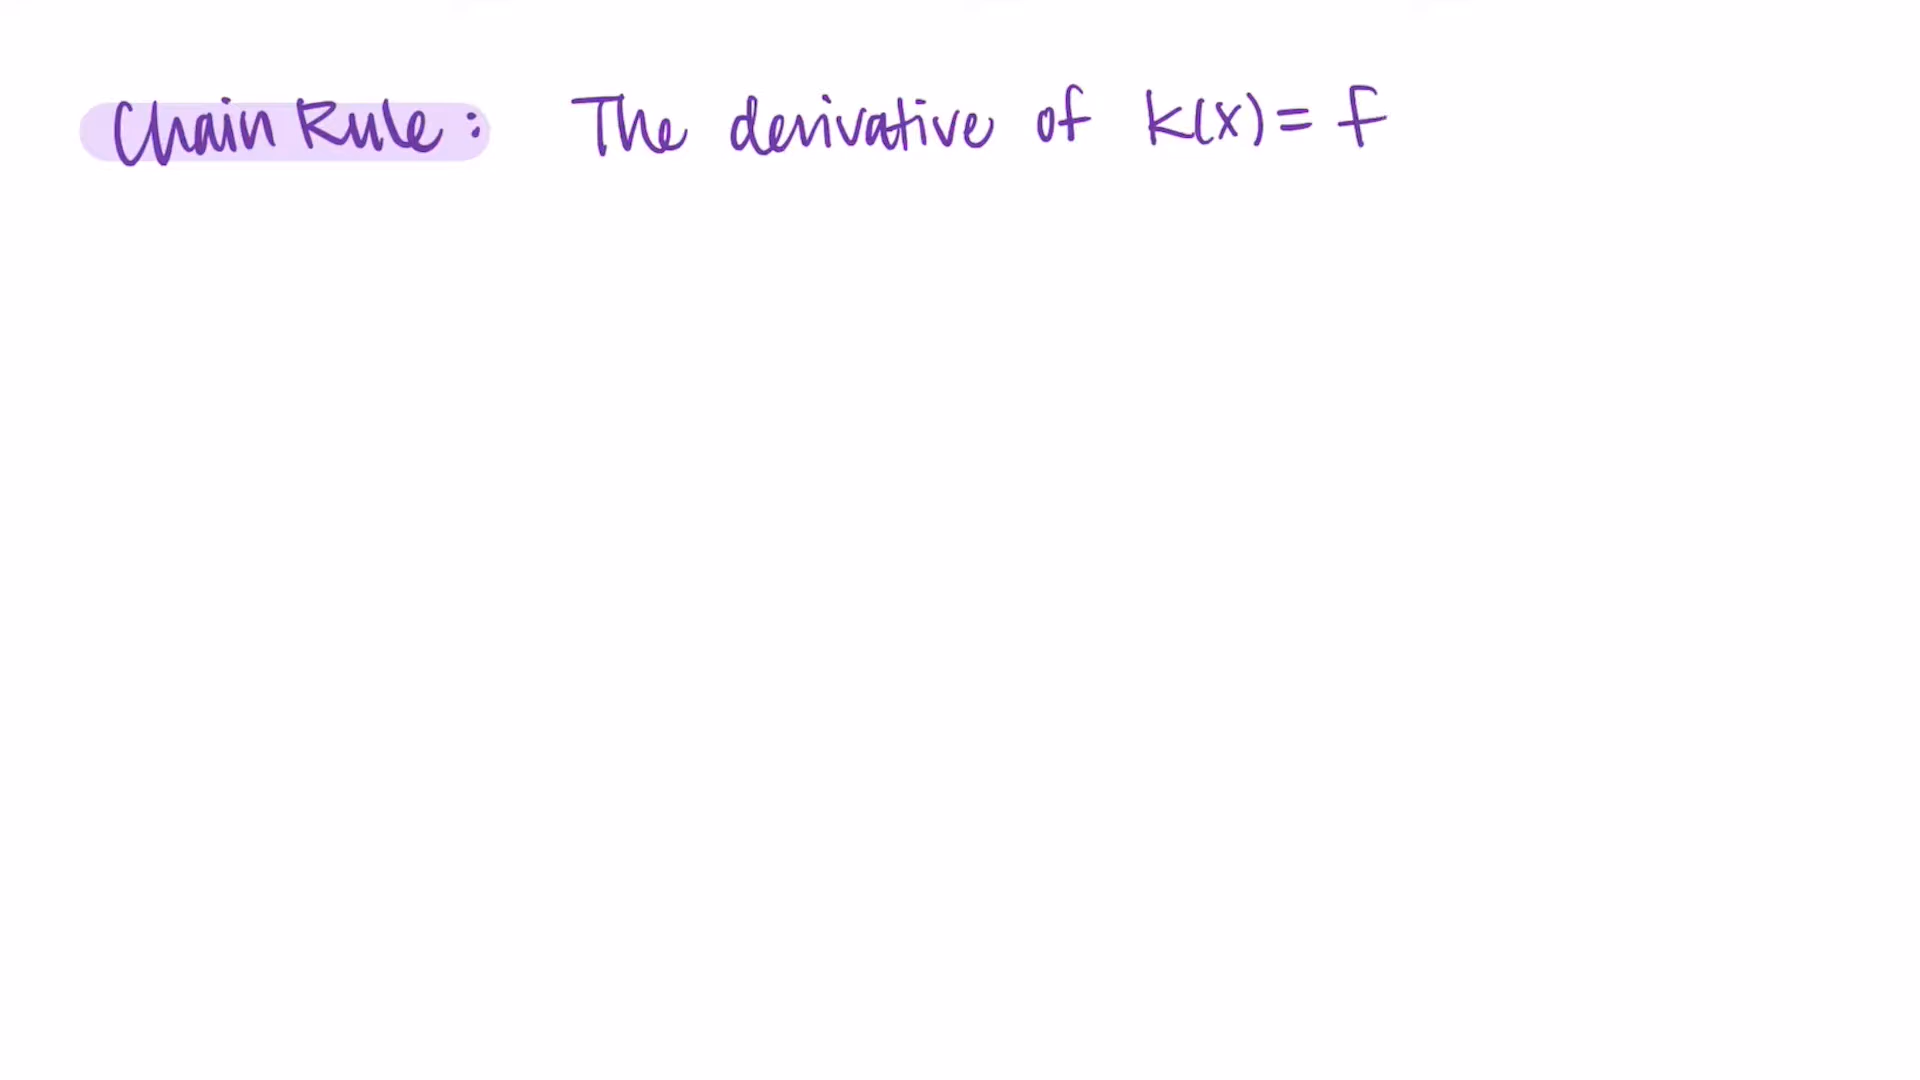 Chain Rule: The derivative of k(x) = f